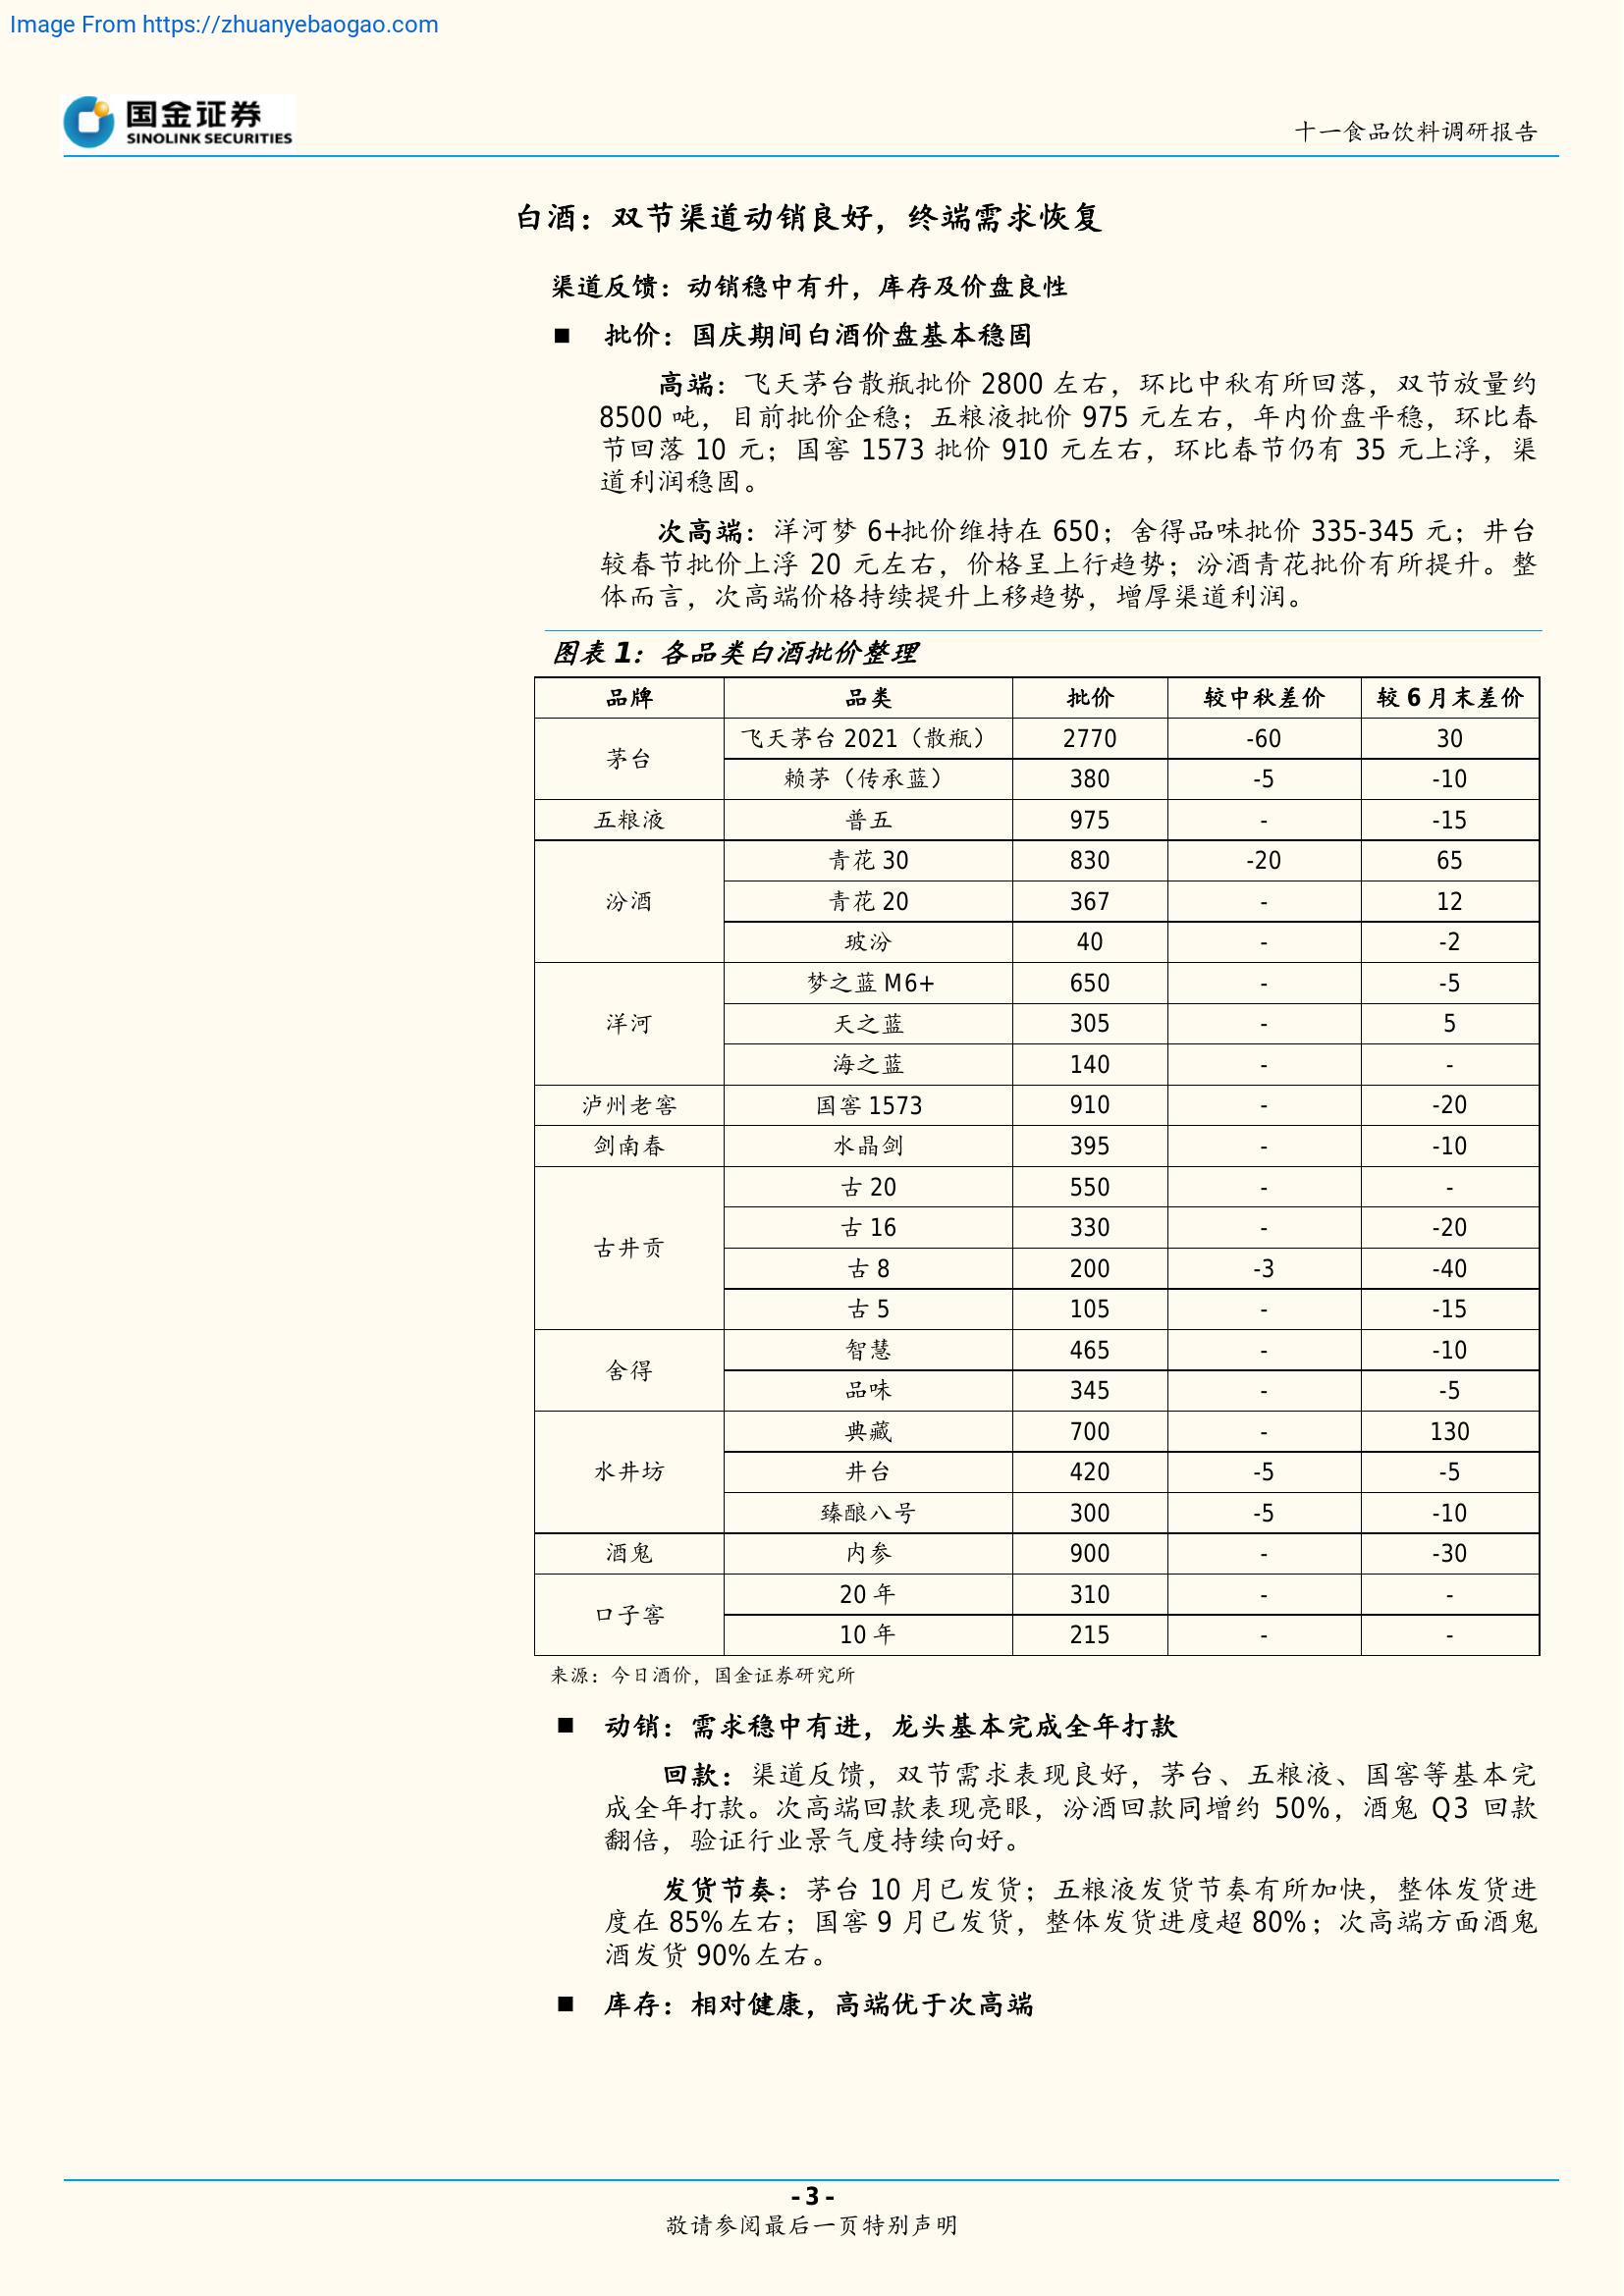 Image From https://zhuanyebaogao.com
国金证券
SINOLINK SECURITIES
十一食品饮料调研报告
白酒：双节渠道动销良好，终端需求恢复
渠道反馈：动销稳中有升，库存及价盘良性
■ 批价：国庆期间白酒价盘基本稳固
高端：飞天茅台散瓶批价 2800 左右，环比中秋有所回落，双节放量约
8500 吨，目前批价企稳；五粮液批价 975 元左右，年内价盘平稳，环比春
节回落 10 元；国窖 1573 批价 910 元左右，环比春节仍有 35 元上浮，渠
道利润稳固。
次高端：洋河梦 6+批价维持在 650；舍得品味批价 335-345 元；井台
较春节批价上浮 20 元左右，价格呈上行趋势；汾酒青花批价有所提升。整
体而言，次高端价格持续提升上移趋势，增厚渠道利润。
图表 1：各品类白酒批价整理
品牌 品类 批价 较中秋差价 较 6 月末差价
茅台 飞天茅台 2021（散瓶） 2770 -60 30
赖茅（传承蓝） 380 -5 -10
五粮液 普五 975 - -15
汾酒 青花 30 830 -20 65
青花 20 367 - 12
玻汾 40 - -2
洋河 梦之蓝 M6+ 650 - -5
天之蓝 305 - 5
海之蓝 140 - -
泸州老窖 国窖 1573 910 - -20
剑南春 水晶剑 395 - -10
古井贡 古 20 550 - -
古 16 330 - -20
古 8 200 -3 -40
古 5 105 - -15
舍得 智慧 465 - -10
品味 345 - -5
水井坊 典藏 700 - 130
井台 420 -5 -5
臻酿八号 300 -5 -10
酒鬼 内参 900 - -30
口子窖 20 年 310 - -
10 年 215 - -
来源：今日酒价，国金证券研究所
■ 动销：需求稳中有进，龙头基本完成全年打款
回款：渠道反馈，双节需求表现良好，茅台、五粮液、国窖等基本完
成全年打款。次高端回款表现亮眼，汾酒回款同增约 50%，酒鬼 Q3 回款
翻倍，验证行业景气度持续向好。
发货节奏：茅台 10 月已发货；五粮液发货节奏有所加快，整体发货进
度在 85%左右；国窖 9 月已发货，整体发货进度超 80%；次高端方面酒鬼
酒发货 90%左右。
■ 库存：相对健康，高端优于次高端
- 3 -
敬请参阅最后一页特别声明